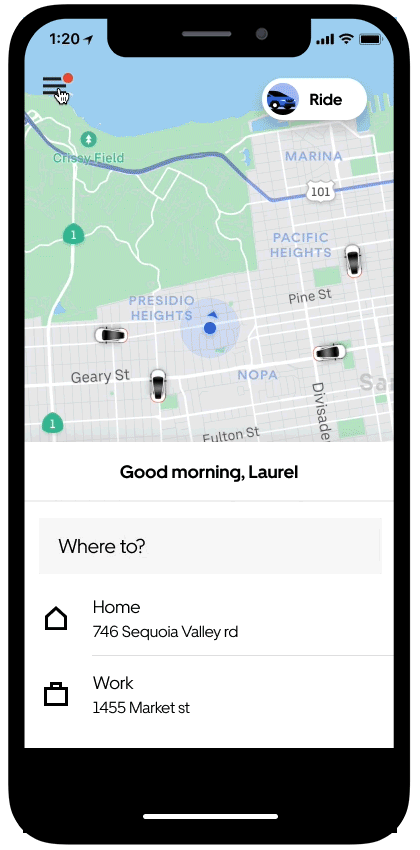 1:20
Ride
Crissy Field
MARINA
101
1
PACIFIC
HEIGHTS
Pine St
PRESIDIO
HEIGHTS
Geary St
NOPA
Sa
Divisader
1
Fulton St
Good morning, Laurel
Where to?
Home
746 Sequoia Valley rd
Work
1455 Market st